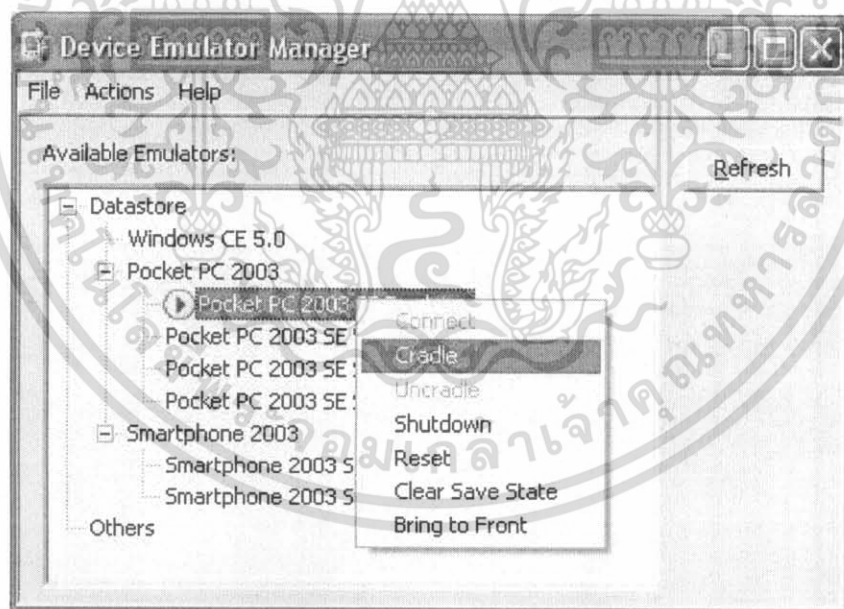 Device Emulator Manager
File Actions Help
Available Emulators:
Refresh
Datastore
Windows CE 5.0
Pocket PC 2003
Pocket PC 2003
Pocket PC 2003 SE
Pocket PC 2003 SE
Pocket PC 2003 SE
Smartphone 2003
Smartphone 2003 S
Smartphone 2003 S
Others
Connect
Cradle
Uncradle
Shutdown
Reset
Clear Save State
Bring to Front